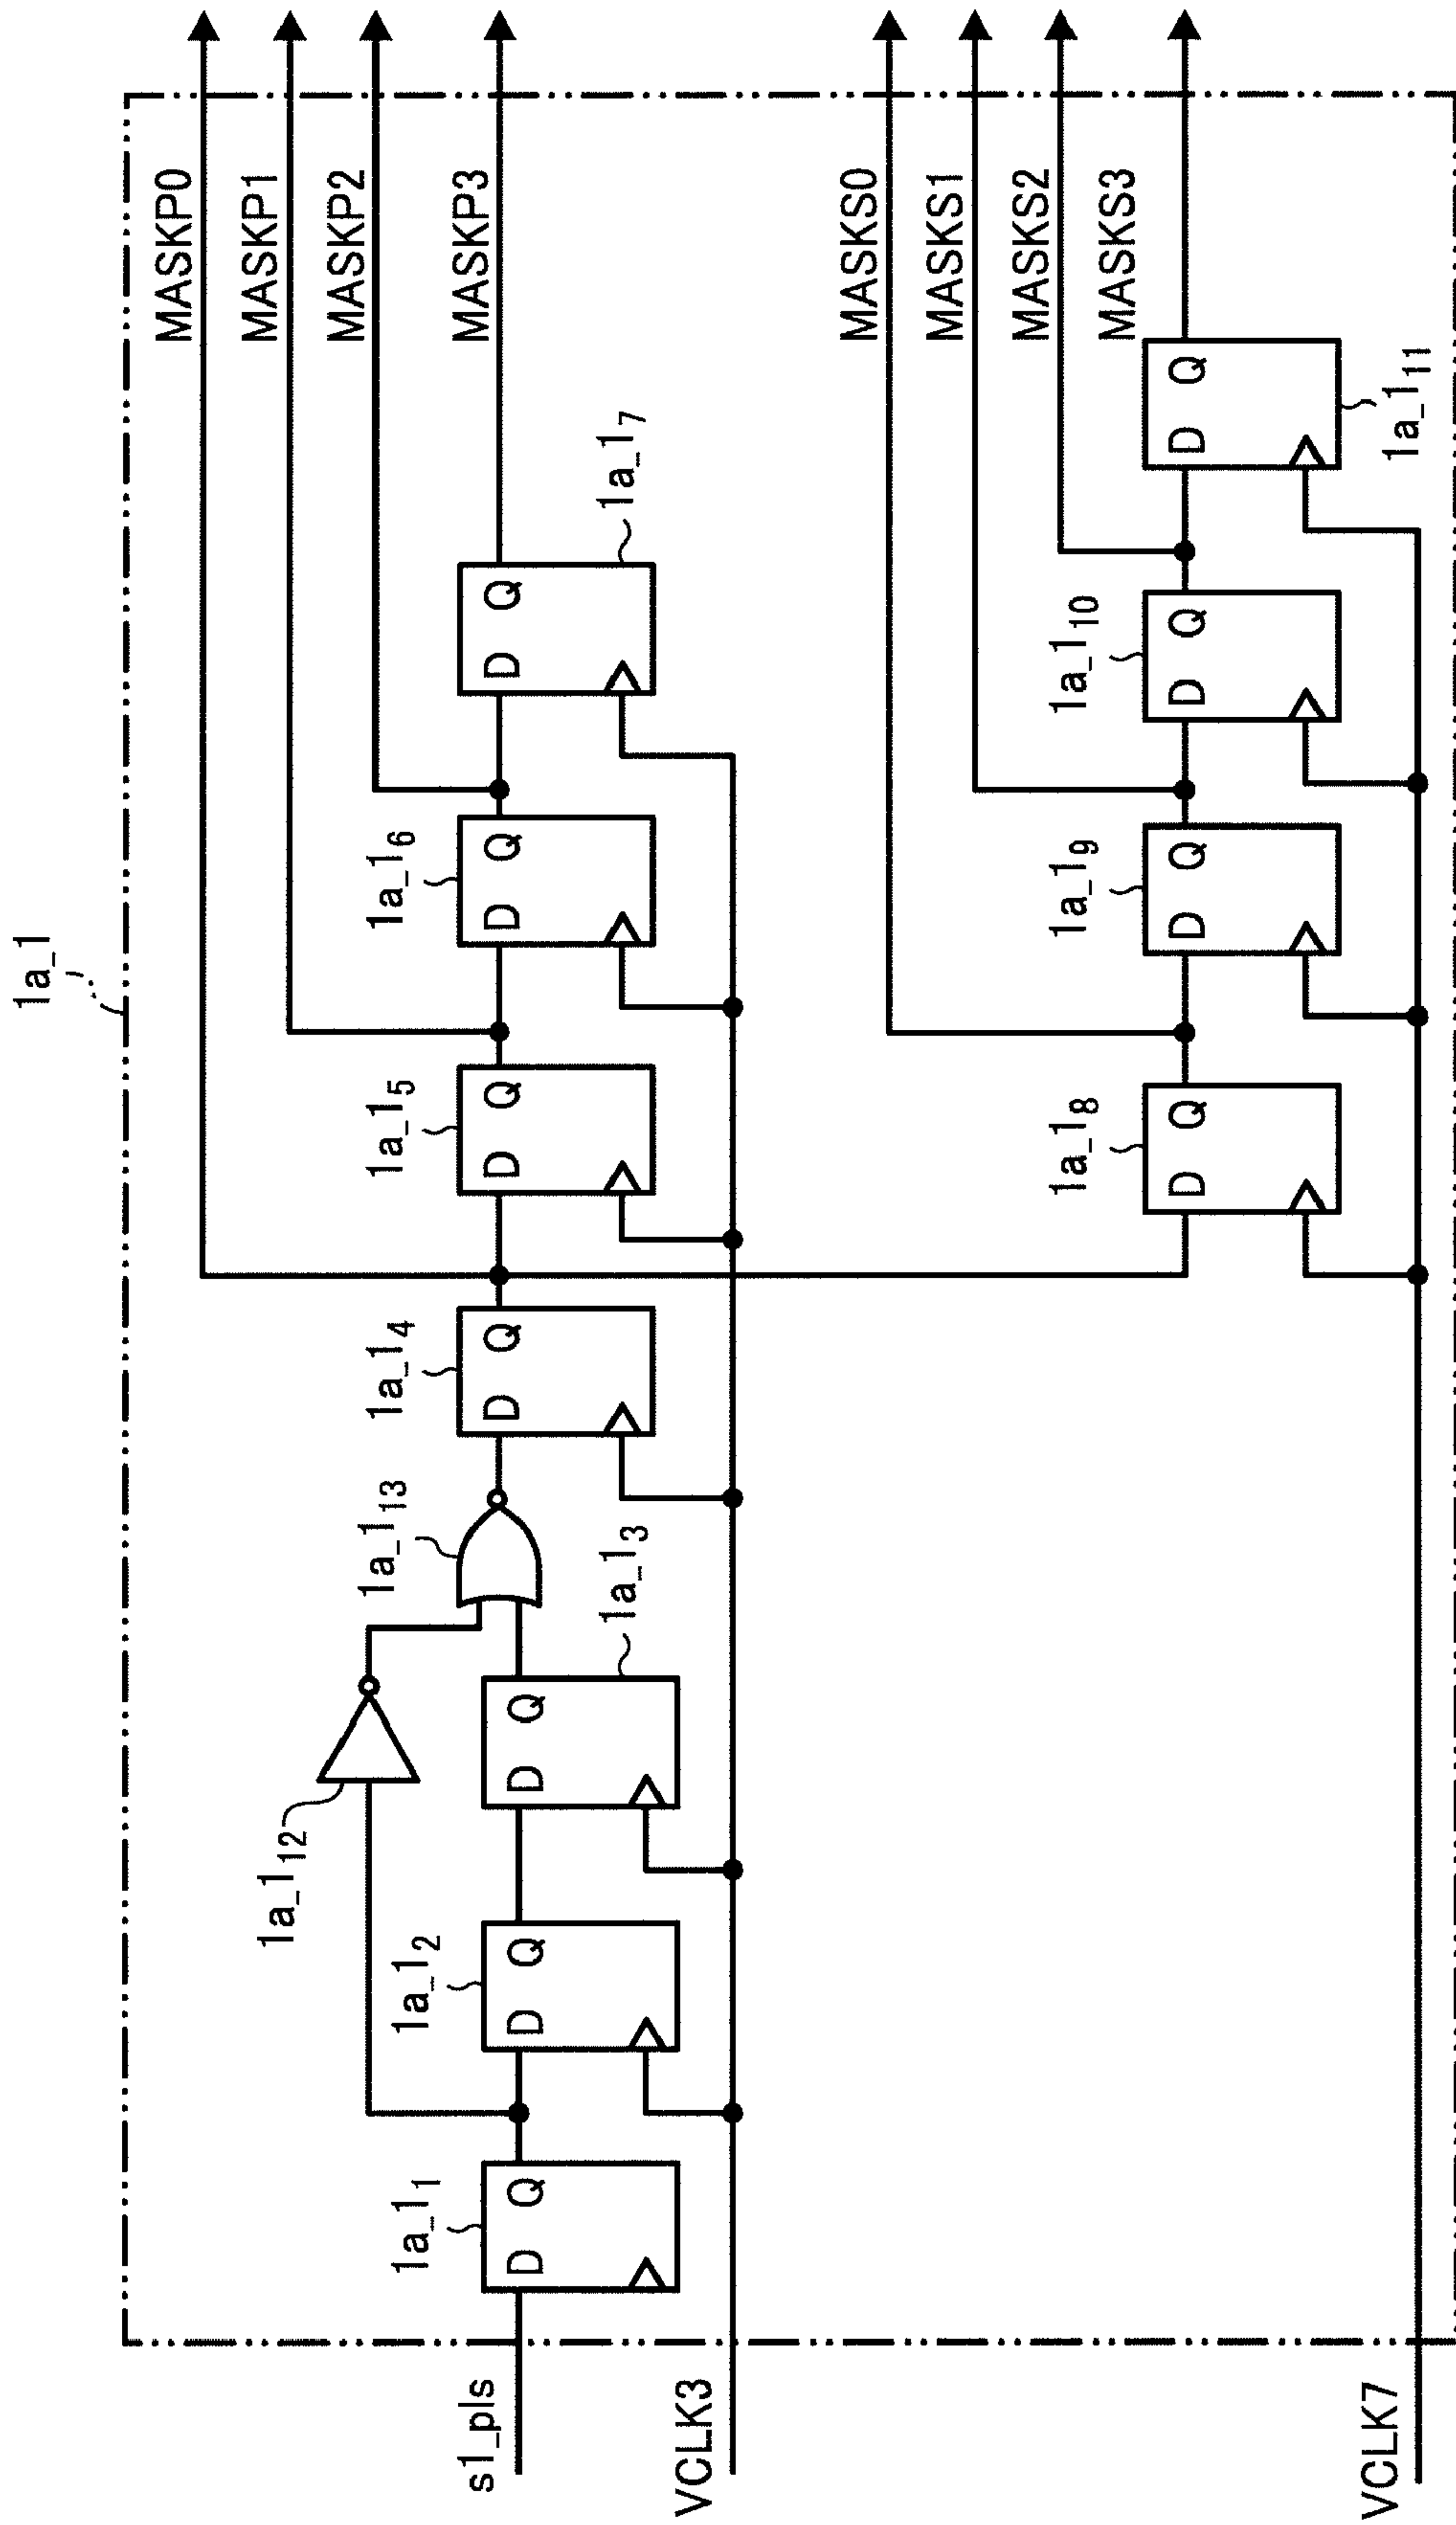 1a_1
MASKP0
MASKP1
MASKP2
MASKP3
MASKS0
MASKS1
MASKS2
MASKS3
1a_1₁₂
1a_1₁₃
1a_1₁
D Q
1a_1₂
D Q
1a_1₃
D Q
1a_1₄
D Q
1a_1₅
D Q
1a_1₆
D Q
1a_1₇
D Q
1a_1₈
D Q
1a_1₉
D Q
1a_1₁₀
D Q
1a_1₁₁
D Q
s1_pls
VCLK3
VCLK7